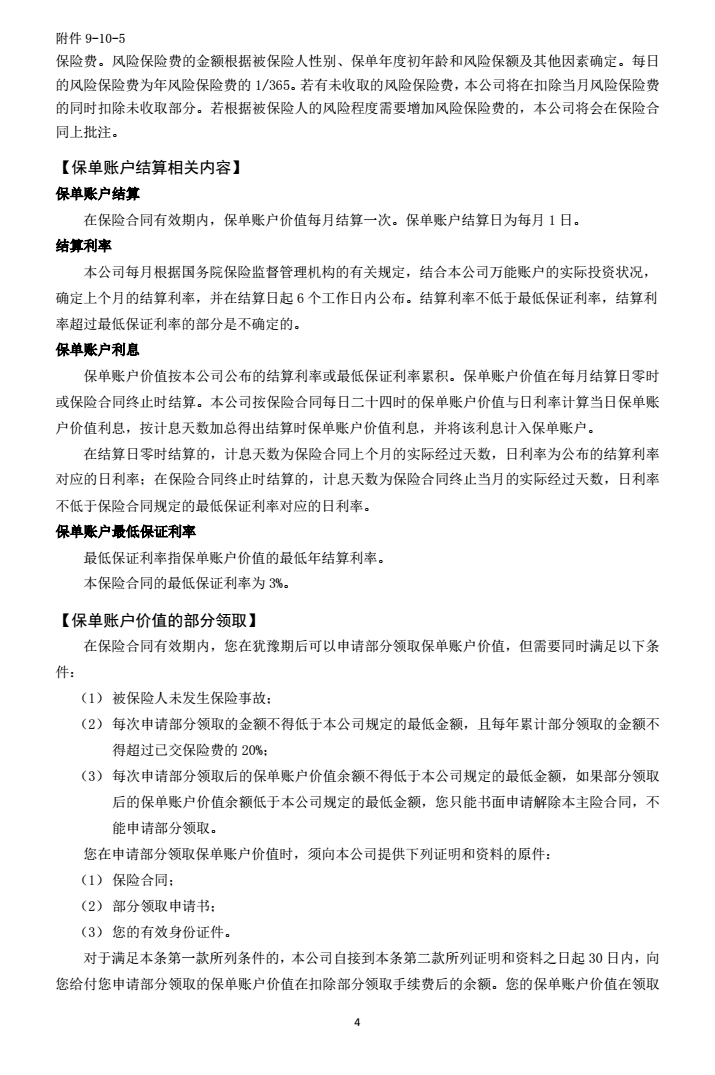 附件 9-10-5
保险费。风险保险费的金额根据被保险人性别、保单年度初年龄和风险保额及其他因素确定。每日
的风险保险费为年风险保险费的 1/365。若有未收取的风险保险费，本公司将在扣除当月风险保险费
的同时扣除未收取部分。若根据被保险人的风险程度需要增加风险保险费的，本公司将会在保险合
同上批注。
【保单账户结算相关内容】
保单账户结算
在保险合同有效期内，保单账户价值每月结算一次。保单账户结算日为每月 1 日。
结算利率
本公司每月根据国务院保险监督管理机构的有关规定，结合本公司万能账户的实际投资状况，
确定上个月的结算利率，并在结算日起 6 个工作日内公布。结算利率不低于最低保证利率，结算利
率超过最低保证利率的部分是不确定的。
保单账户利息
保单账户价值按本公司公布的结算利率或最低保证利率累积。保单账户价值在每月结算日零时
或保险合同终止时结算。本公司按保险合同每日二十四时的保单账户价值与日利率计算当日保单账
户价值利息，按计息天数加总得出结算时保单账户价值利息，并将该利息计入保单账户。
在结算日零时结算的，计息天数为保险合同上个月的实际经过天数，日利率为公布的结算利率
对应的日利率；在保险合同终止时结算的，计息天数为保险合同终止当月的实际经过天数，日利率
不低于保险合同规定的最低保证利率对应的日利率。
保单账户最低保证利率
最低保证利率指保单账户价值的最低年结算利率。
本保险合同的最低保证利率为 3%。
【保单账户价值的部分领取】
在保险合同有效期内，您在犹豫期后可以申请部分领取保单账户价值，但需要同时满足以下条
件：
（1） 被保险人未发生保险事故；
（2） 每次申请部分领取的金额不得低于本公司规定的最低金额，且每年累计部分领取的金额不
得超过已交保险费的 20%；
（3） 每次申请部分领取后的保单账户价值余额不得低于本公司规定的最低金额，如果部分领取
后的保单账户价值余额低于本公司规定的最低金额，您只能书面申请解除本主险合同，不
能申请部分领取。
您在申请部分领取保单账户价值时，须向本公司提供下列证明和资料的原件：
（1） 保险合同；
（2） 部分领取申请书；
（3） 您的有效身份证件。
对于满足本条第一款所列条件的，本公司自接到本条第二款所列证明和资料之日起 30 日内，向
您给付您申请部分领取的保单账户价值在扣除部分领取手续费后的余额。您的保单账户价值在领取
4